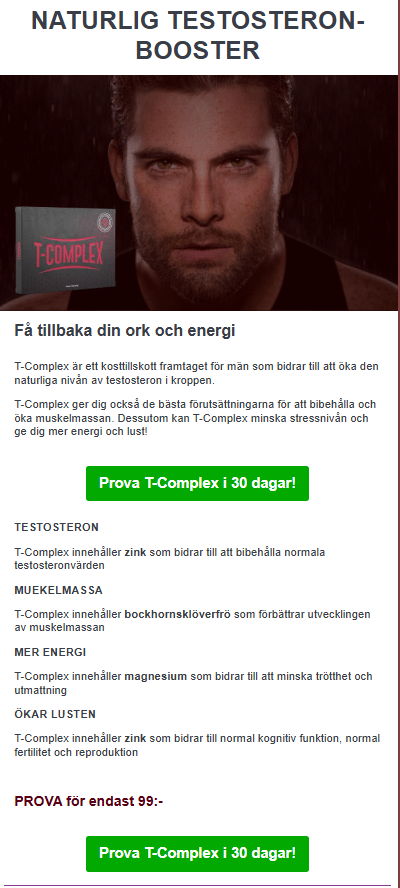 NATURLIG TESTOSTERON-
BOOSTER
T-COMPLEX
Få tillbaka din ork och energi
T-Complex är ett kosttillskott framtaget för män som bidrar till att öka den
naturliga nivån av testosteron i kroppen.
T-Complex ger dig också de bästa förutsättningarna för att bibehålla och
öka muskelmassan. Dessutom kan T-Complex minska stressnivån och
ge dig mer energi och lust!
Prova T-Complex i 30 dagar!
TESTOSTERON
T-Complex innehåller zink som bidrar till att bibehålla normala
testosteronvärden
MUEKELMASSA
T-Complex innehåller bockhornsklöverfrö som förbättrar utvecklingen
av muskelmassan
MER ENERGI
T-Complex innehåller magnesium som bidrar till att minska trötthet och
utmattning
ÖKAR LUSTEN
T-Complex innehåller zink som bidrar till normal kognitiv funktion, normal
fertilitet och reproduktion
PROVA för endast 99:-
Prova T-Complex i 30 dagar!